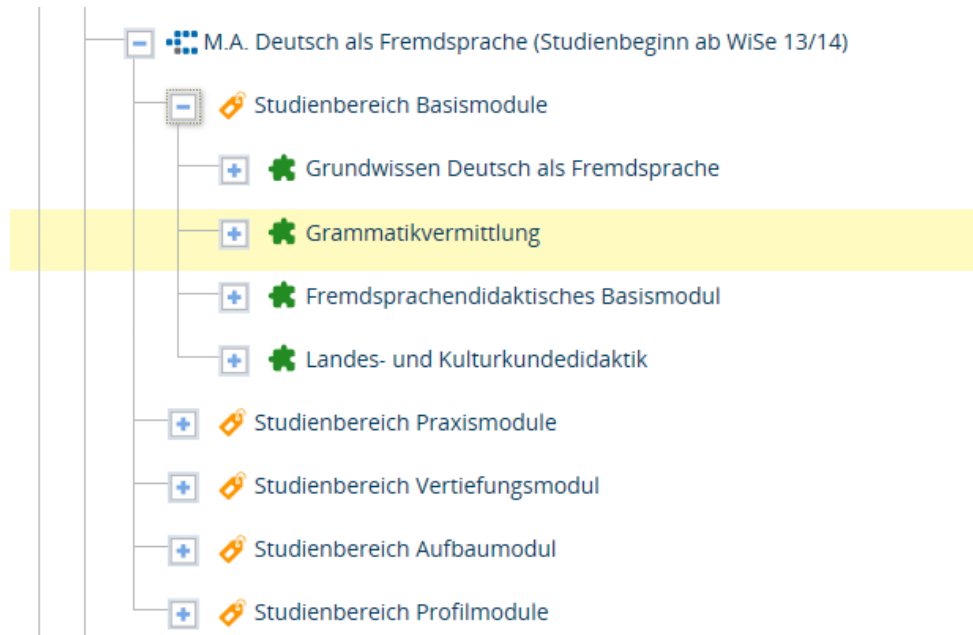 M.A. Deutsch als Fremdsprache (Studienbeginn ab WiSe 13/14)
Studienbereich Basismodule
Grundwissen Deutsch als Fremdsprache
Grammatikvermittlung
Fremdsprachendidaktisches Basismodul
Landes- und Kulturkundedidaktik
Studienbereich Praxismodule
Studienbereich Vertiefungsmodul
Studienbereich Aufbaumodul
Studienbereich Profilmodule